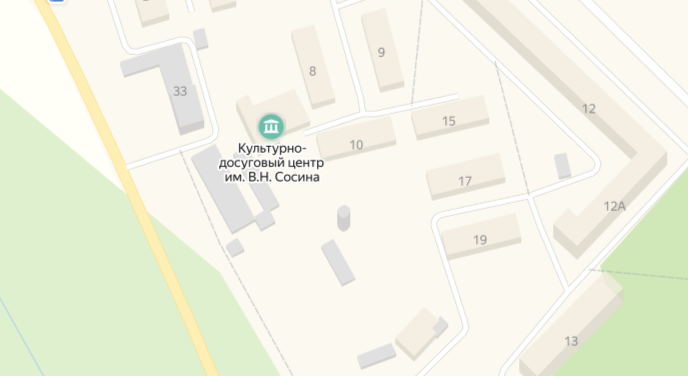 9
8
33
12
15
10
Культурно-
досуговый центр
им. В.Н. Сосина
17
12А
19
13